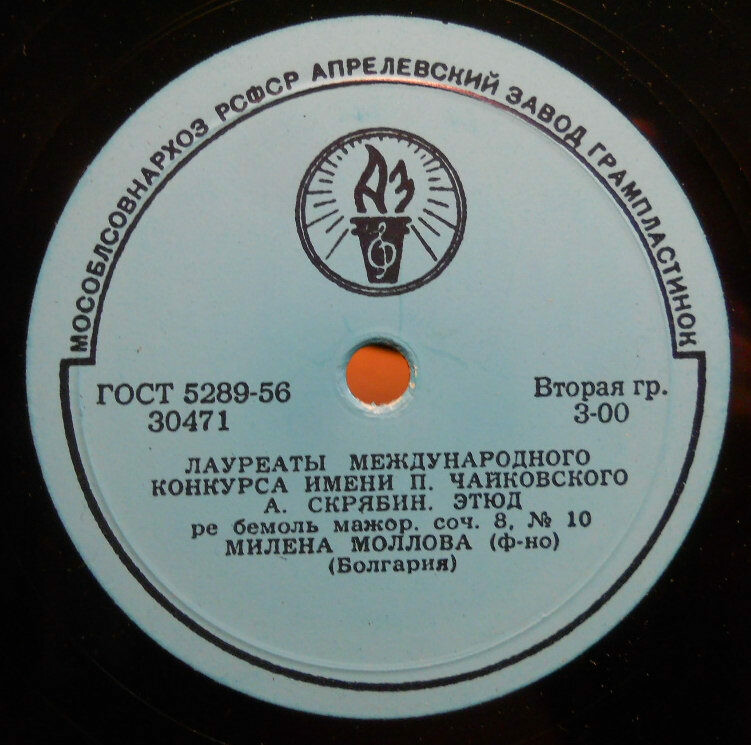 МОСОБЛСОВНАРХОЗ РСФСР АПРЕЛЕВСКИЙ ЗАВОД ГРАМПЛАСТИНОК
АЗ
ГОСТ 5289-56
30471
Вторая гр.
3-00
ЛАУРЕАТЫ МЕЖДУНАРОДНОГО
КОНКУРСА ИМЕНИ П. ЧАЙКОВСКОГО
А. СКРЯБИН. ЭТЮД
ре бемоль мажор. соч. 8, № 10
МИЛЕНА МОЛЛОВА (ф-но)
(Болгария)